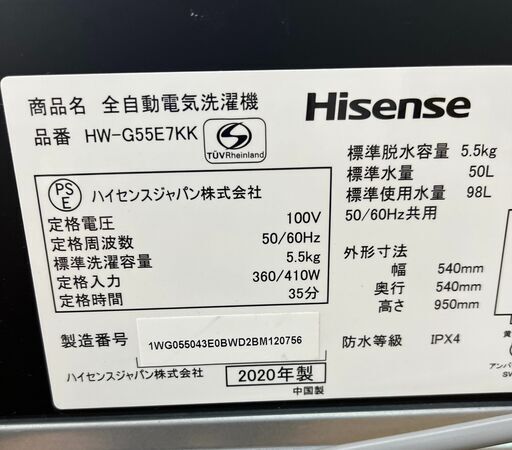 商品名 全自動電気洗濯機
品番 HW-G55E7KK
TÜVRheinland
Hisense
標準脱水容量 5.5kg
標準水量 50L
標準使用水量 98L
50/60Hz共用
PS
E
ハイセンスジャパン株式会社
定格電圧 100V
定格周波数 50/60Hz
標準洗濯容量 5.5kg
定格入力 360/410W
定格時間 35分
外形寸法
幅 540mm
奥行 540mm
高さ 950mm
製造番号 1WG055043E0BWD2BM120756
防水等級 IPX4
ハイセンスジャパン株式会社
2020年製
中国製
黄
アンバ
SW